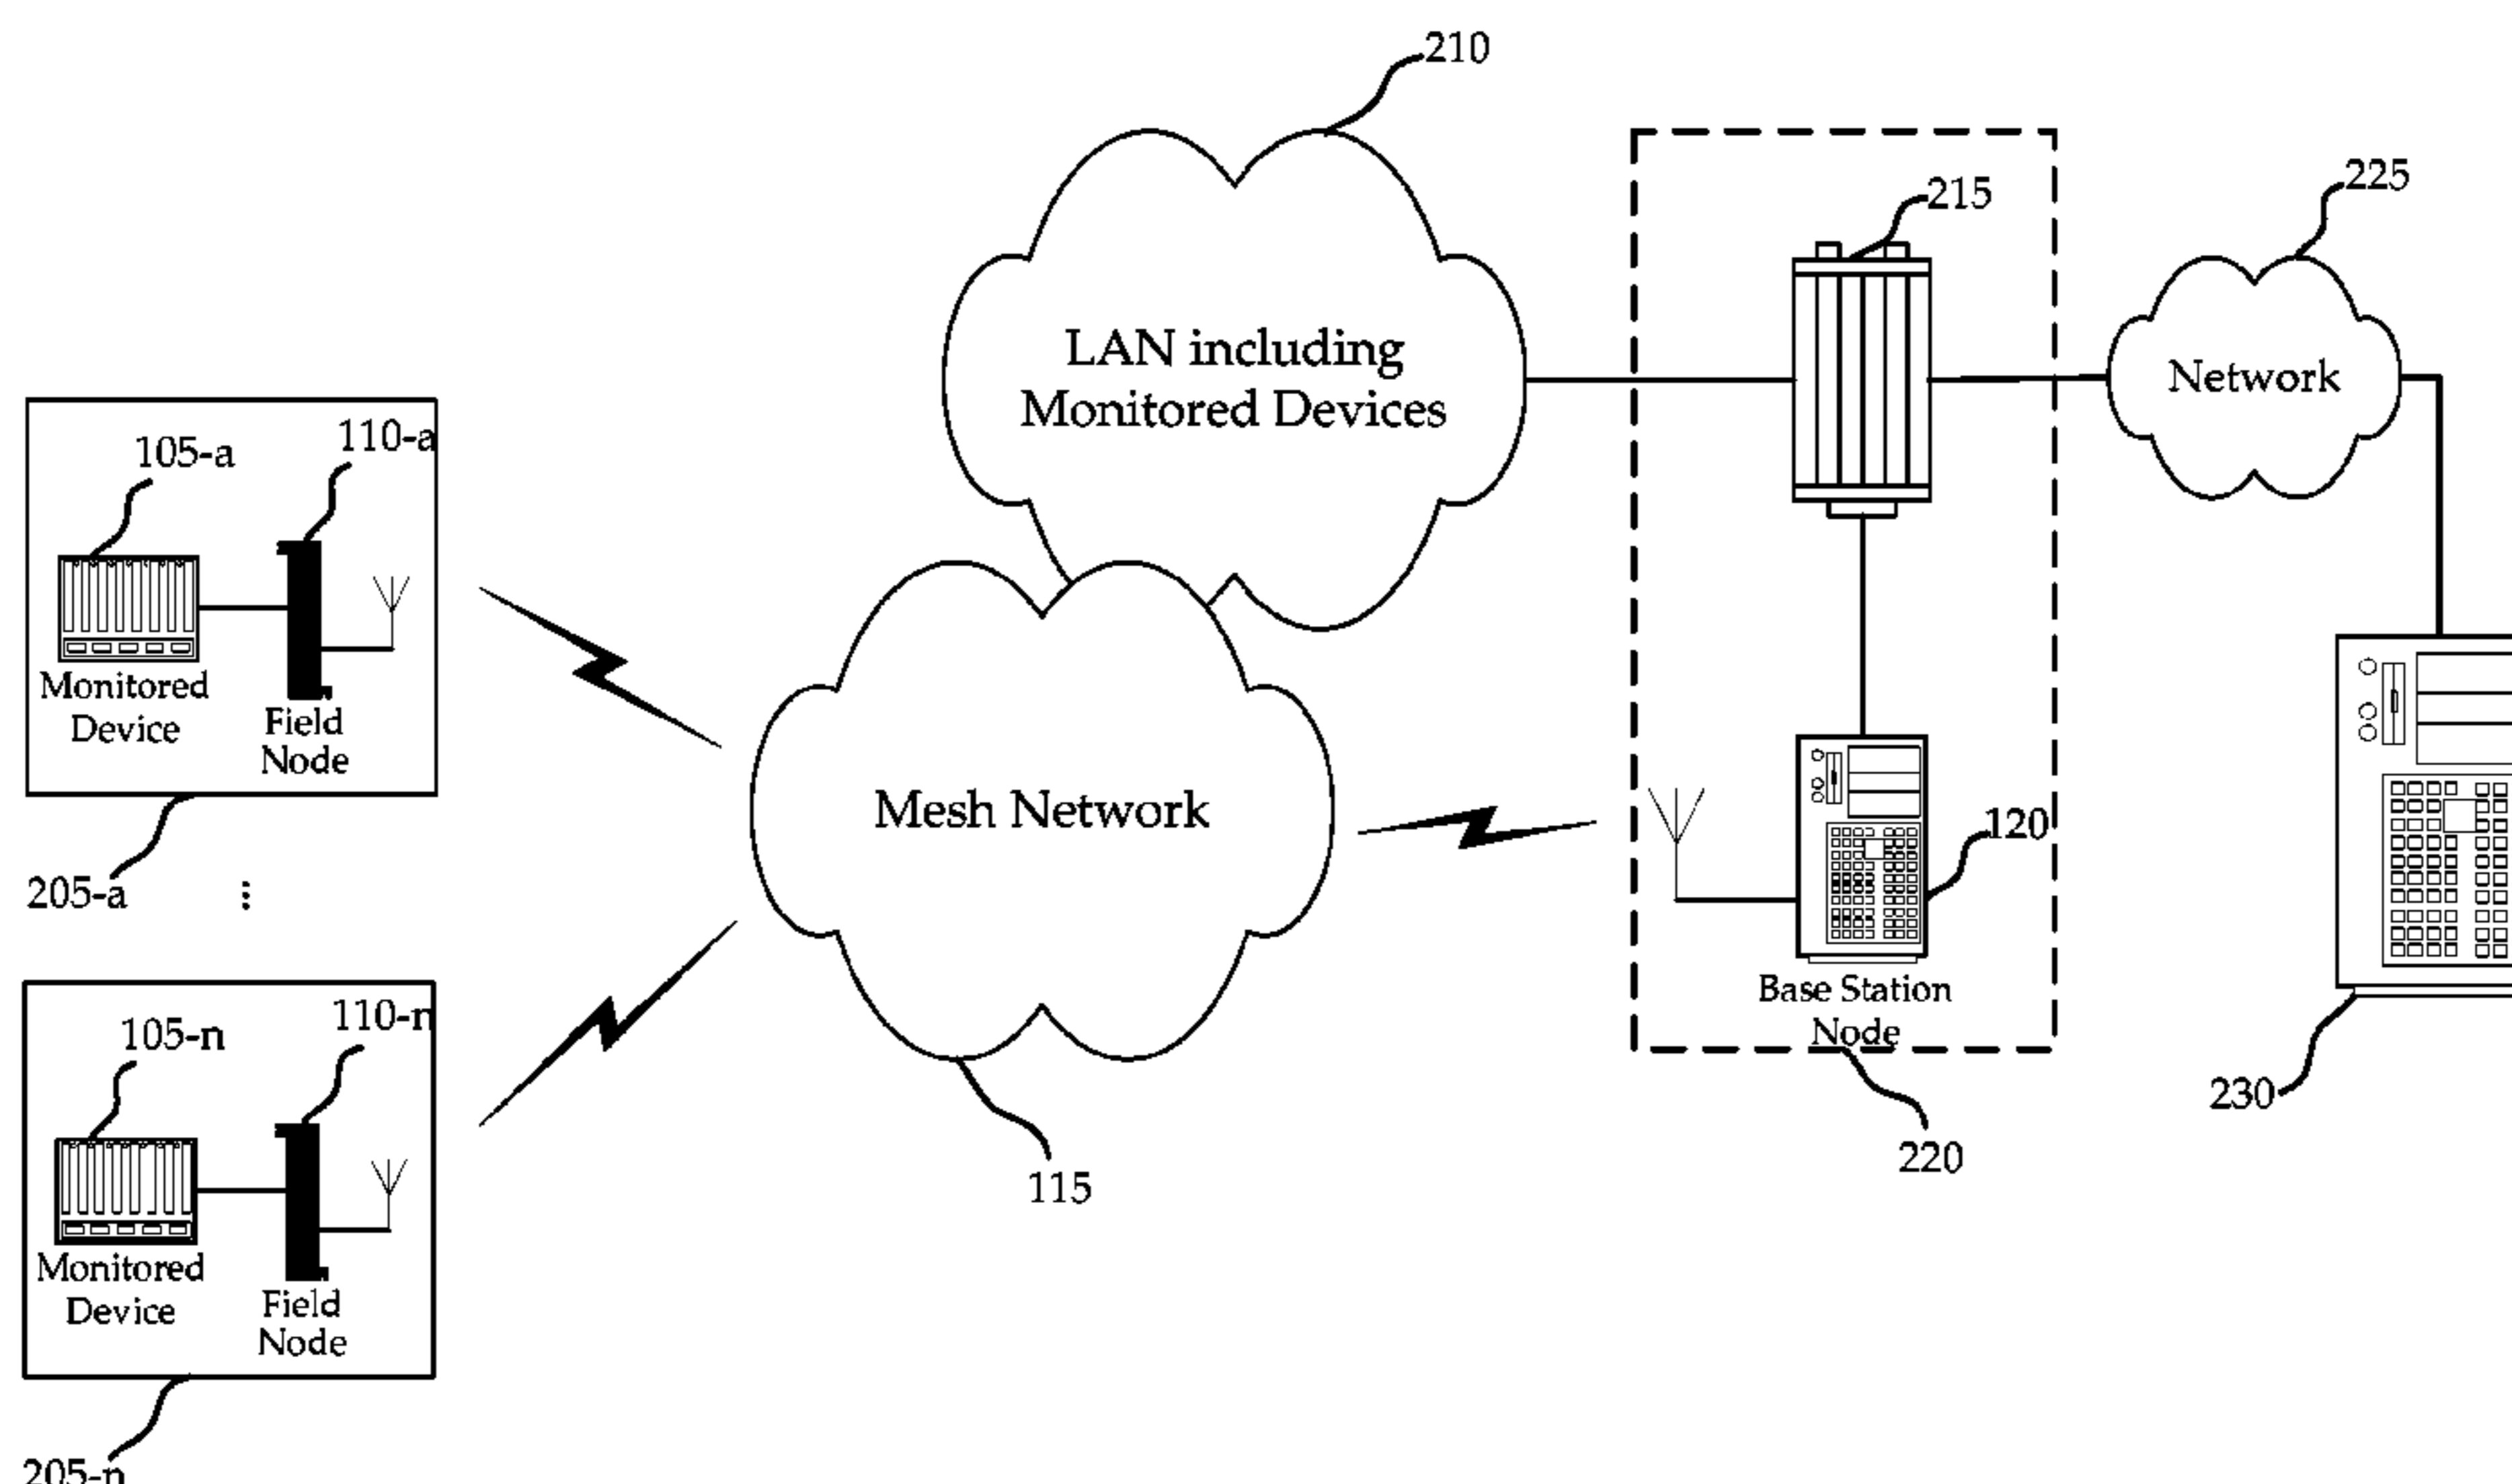 210
215
225
LAN including
Monitored Devices
Network
110-a
105-a
Monitored
Device
Field
Node
205-a
...
Mesh Network
120
Base Station
Node
220
230
115
110-n
105-n
Monitored
Device
Field
Node
205-n